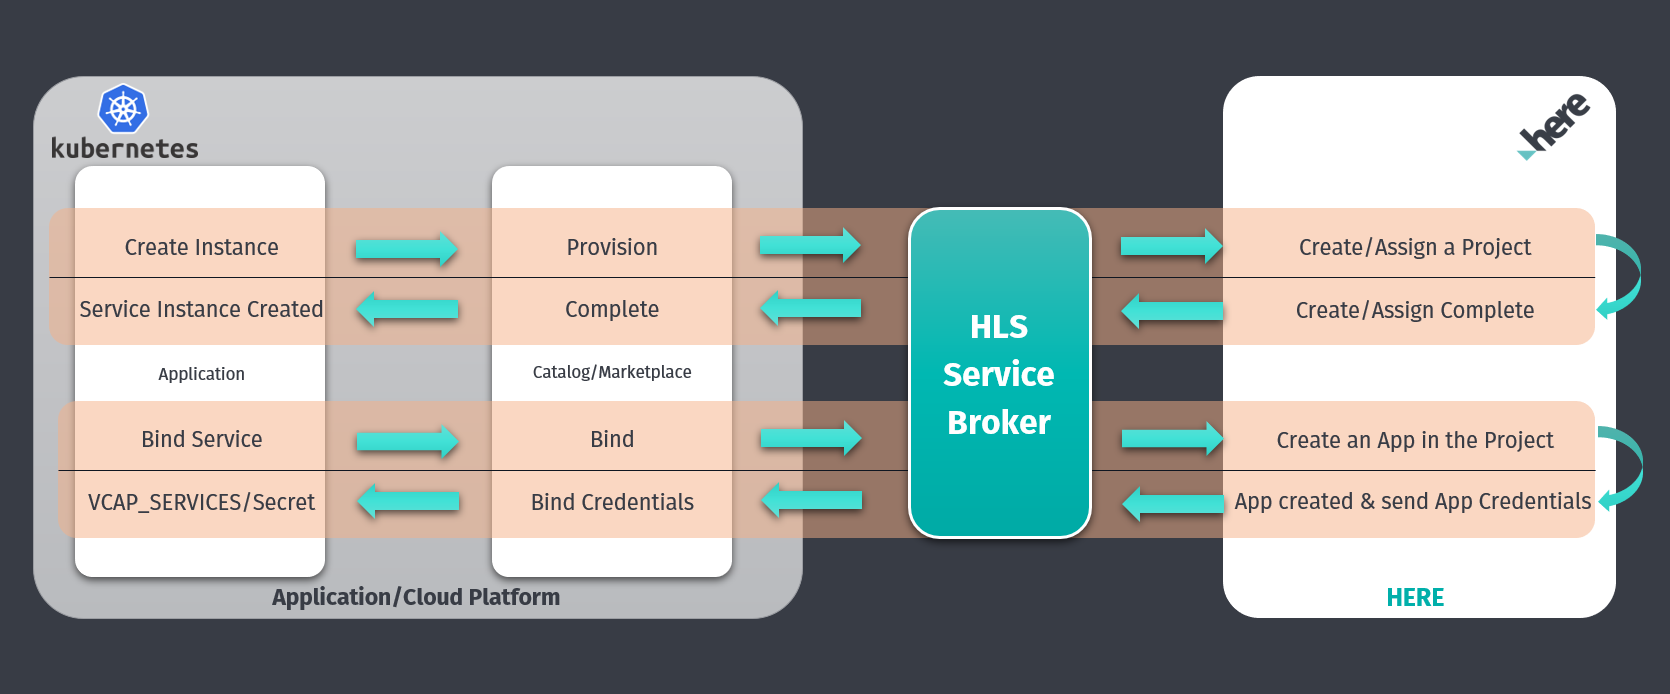 kubernetes
here
Create Instance
Provision
Create/Assign a Project
Service Instance Created
Complete
Create/Assign Complete
HLS
Service
Broker
Application
Catalog/Marketplace
Bind Service
Bind
Create an App in the Project
VCAP_SERVICES/Secret
Bind Credentials
App created & send App Credentials
Application/Cloud Platform
HERE